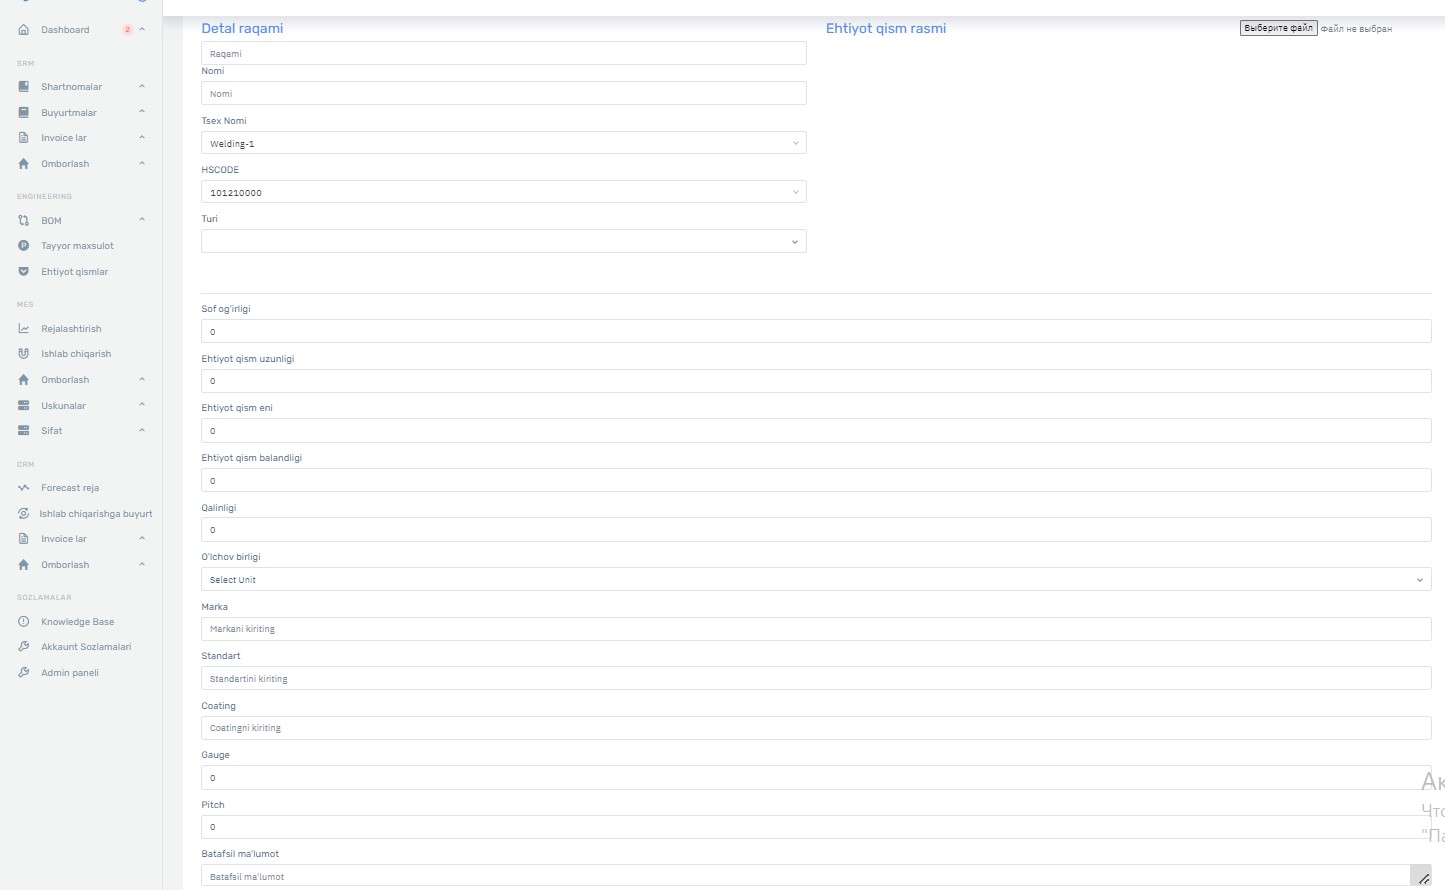 Dashboard 2
SRM
Shartnomalar
Buyurtmalar
Invoice lar
Omborlash
ENGINEERING
BOM
Tayyor maxsulot
Ehtiyot qismlar
MES
Rejalashtirish
Ishlab chiqarish
Omborlash
Uskunalar
Sifat
CRM
Forecast reja
Ishlab chiqarishga buyurt
Invoice lar
Omborlash
SOZLAMALAR
Knowledge Base
Akkaunt Sozlamalari
Admin paneli
Detal raqami
Raqami
Nomi
Nomi
Tsex Nomi
Welding-1
HSCODE
101210000
Turi
Ehtiyot qism rasmi
Выберите файл Файл не выбран
Sof og'irligi
0
Ehtiyot qism uzunligi
0
Ehtiyot qism eni
0
Ehtiyot qism balandligi
0
Qalinligi
0
O'lchov birligi
Select Unit
Marka
Markani kiriting
Standart
Standartini kiriting
Coating
Coatingni kiriting
Gauge
0
Pitch
0
Batafsil ma'lumot
Batafsil ma'lumot
Ак
Что
"Па